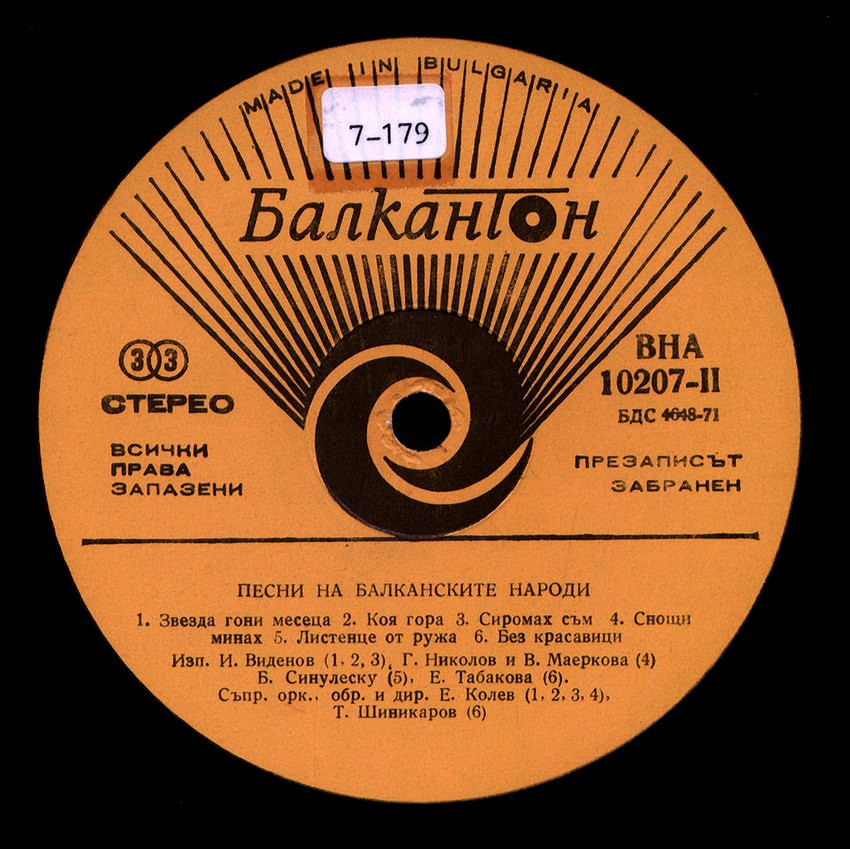 MADE IN BULGARIA
7-179
Балкантон
33
СТЕРЕО
ВСИЧКИ
ПРАВА
ЗАПАЗЕНИ
ВНА
10207-II
БДС 4648-71
ПРЕЗАПИСЪТ
ЗАБРАНЕН
ПЕСНИ НА БАЛКАНСКИТЕ НАРОДИ
1. Звезда гони месеца 2. Коя гора 3. Сиромах съм 4. Снощи
минах 5. Листенце от ружа 6. Без красавици
Изп. И. Виденов (1, 2, 3), Г. Николов и В. Маеркова (4)
Б. Синулеску (5), Е. Табакова (6).
Съпр. орк., обр. и дир. Е. Колев (1, 2, 3, 4),
Т. Шиникаров (6)